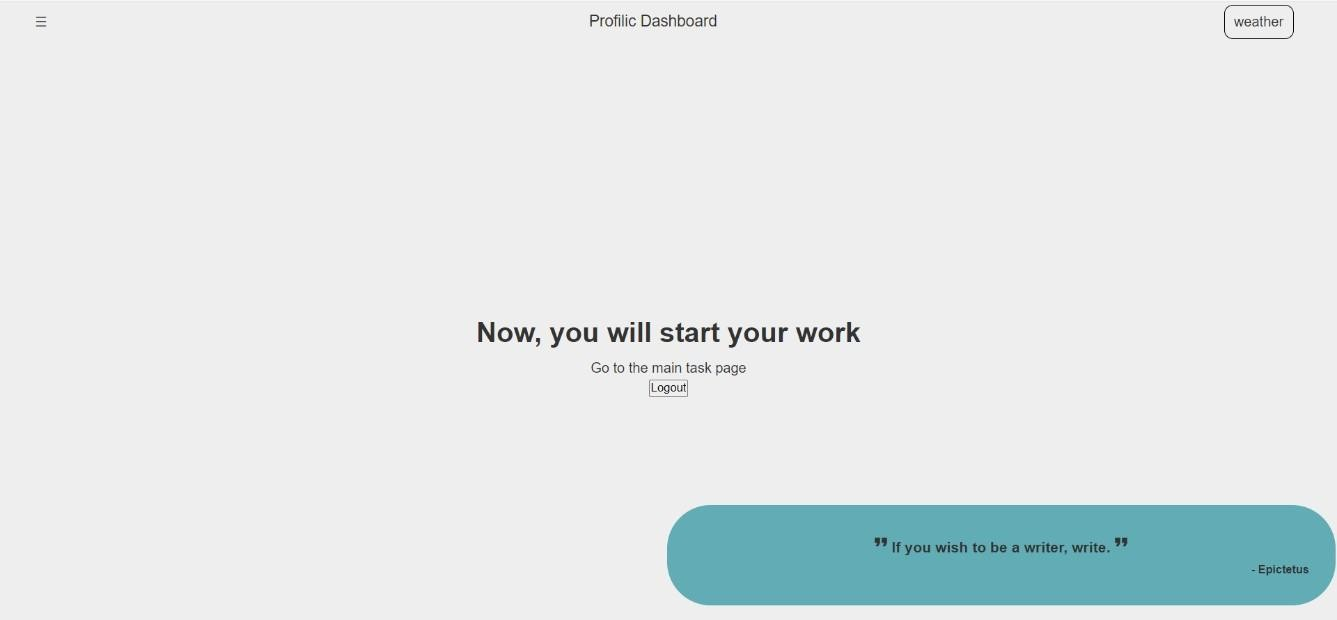 ☰ Profilic Dashboard weather
Now, you will start your work
Go to the main task page
Logout
❞ If you wish to be a writer, write. ❞
- Epictetus